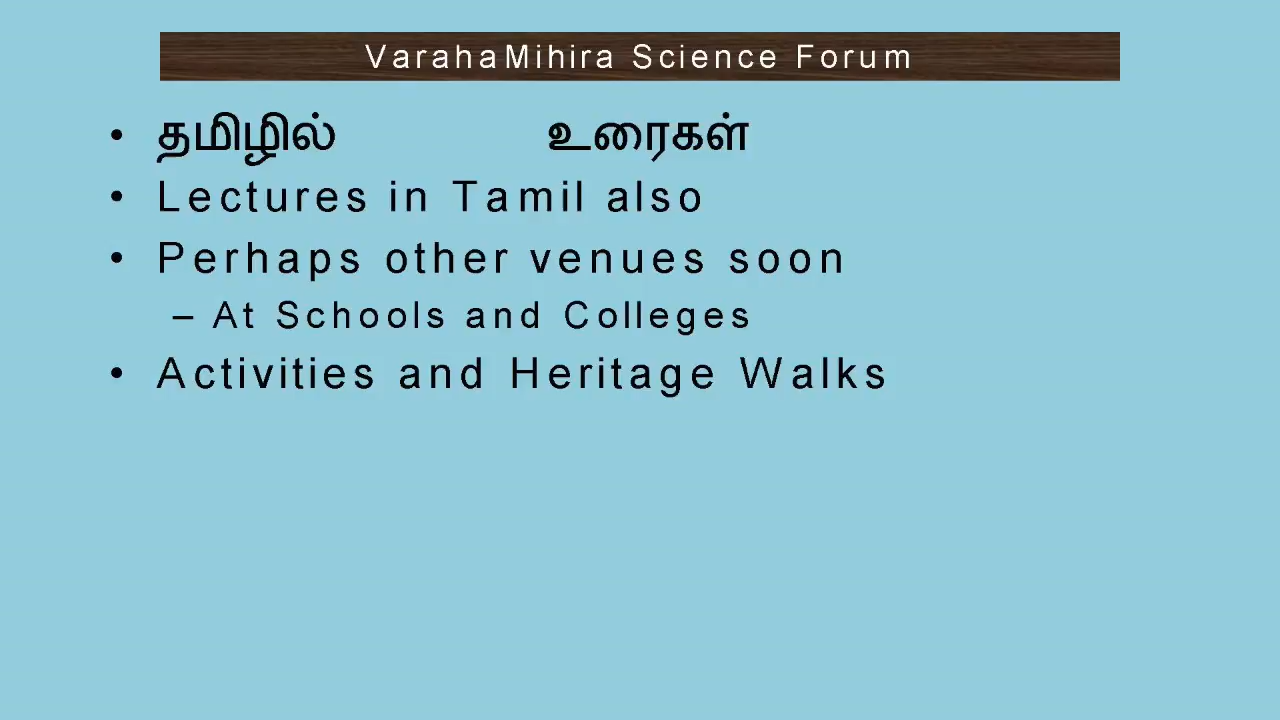 VarahaMihira Science Forum
• தமிழில் உரைகள்
• Lectures in Tamil also
• Perhaps other venues soon
– At Schools and Colleges
• Activities and Heritage Walks